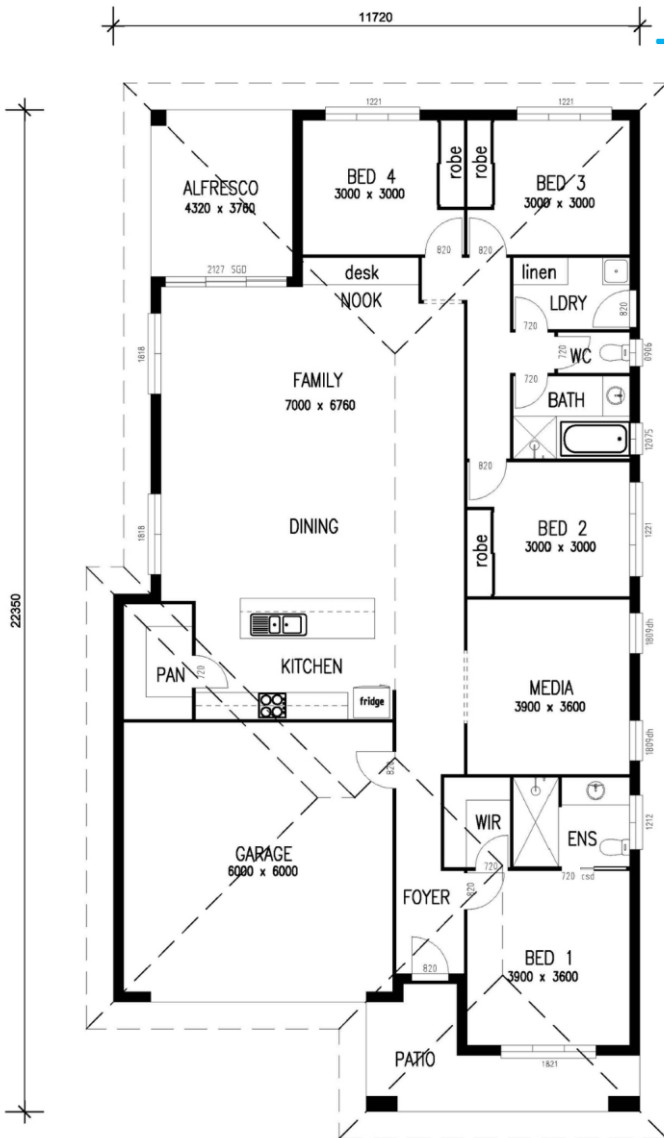 11720
22350
1221
1221
ALFRESCO
4320 x 3760
BED 4
3000 x 3000
robe
robe
BED 3
3000 x 3000
820
820
2127 SGD
desk
NOOK
linen
LDRY
820
720
1818
FAMILY
7000 x 6760
720
WC
0906
720
BATH
12075
820
1818
DINING
BED 2
3000 x 3000
robe
1221
KITCHEN
PAN
720
fridge
MEDIA
3900 x 3600
1809dh
1809dh
820
GARAGE
6000 x 6000
WIR
720
ENS
1212
720 csd
820
FOYER
820
BED 1
3900 x 3600
PATIO
1821